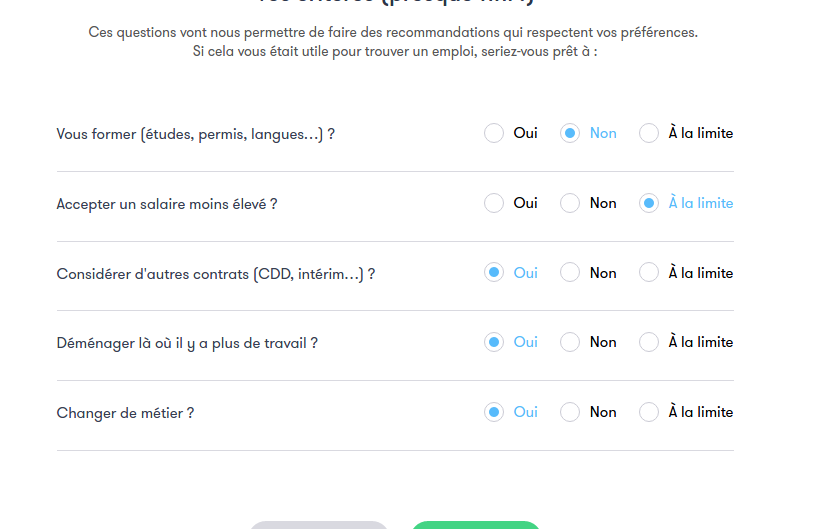 Ces questions vont nous permettre de faire des recommandations qui respectent vos préférences.
Si cela vous était utile pour trouver un emploi, seriez-vous prêt à :
Vous former (études, permis, langues...) ? Oui Non À la limite
Accepter un salaire moins élevé ? Oui Non À la limite
Considérer d'autres contrats (CDD, intérim...) ? Oui Non À la limite
Déménager là où il y a plus de travail ? Oui Non À la limite
Changer de métier ? Oui Non À la limite